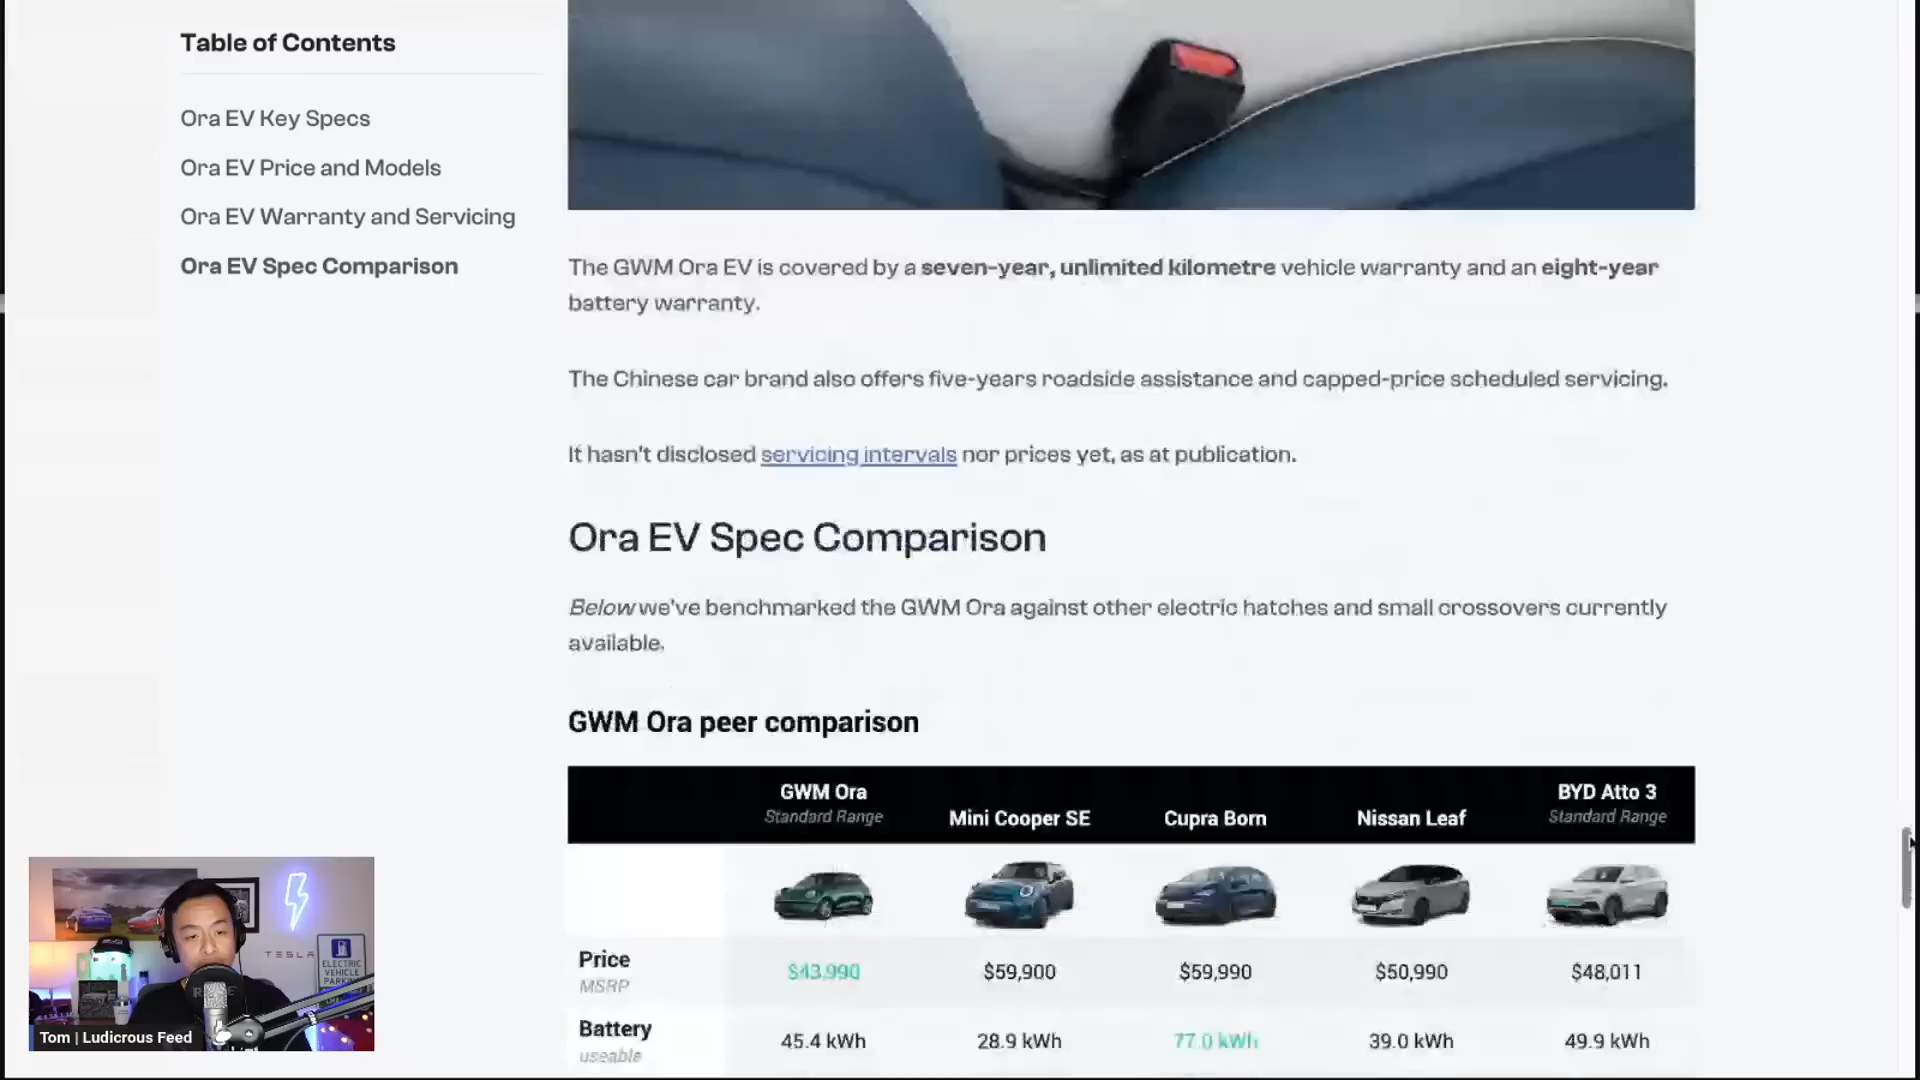 Table of Contents
Ora EV Key Specs
Ora EV Price and Models
Ora EV Warranty and Servicing
Ora EV Spec Comparison
The GWM Ora EV is covered by a seven-year, unlimited kilometre vehicle warranty and an eight-year
battery warranty.
The Chinese car brand also offers five-years roadside assistance and capped-price scheduled servicing.
It hasn't disclosed servicing intervals nor prices yet, as at publication.
Ora EV Spec Comparison
Below we've benchmarked the GWM Ora against other electric hatches and small crossovers currently
available.
GWM Ora peer comparison
GWM Ora Standard Range Mini Cooper SE Cupra Born Nissan Leaf BYD Atto 3 Standard Range
Price MSRP $43,990 $59,900 $59,990 $50,990 $48,011
Battery useable 45.4 kWh 28.9 kWh 77.0 kWh 39.0 kWh 49.9 kWh
TESLA
ELECTRIC
VEHICLE
PARKING
Tom | Ludicrous Feed